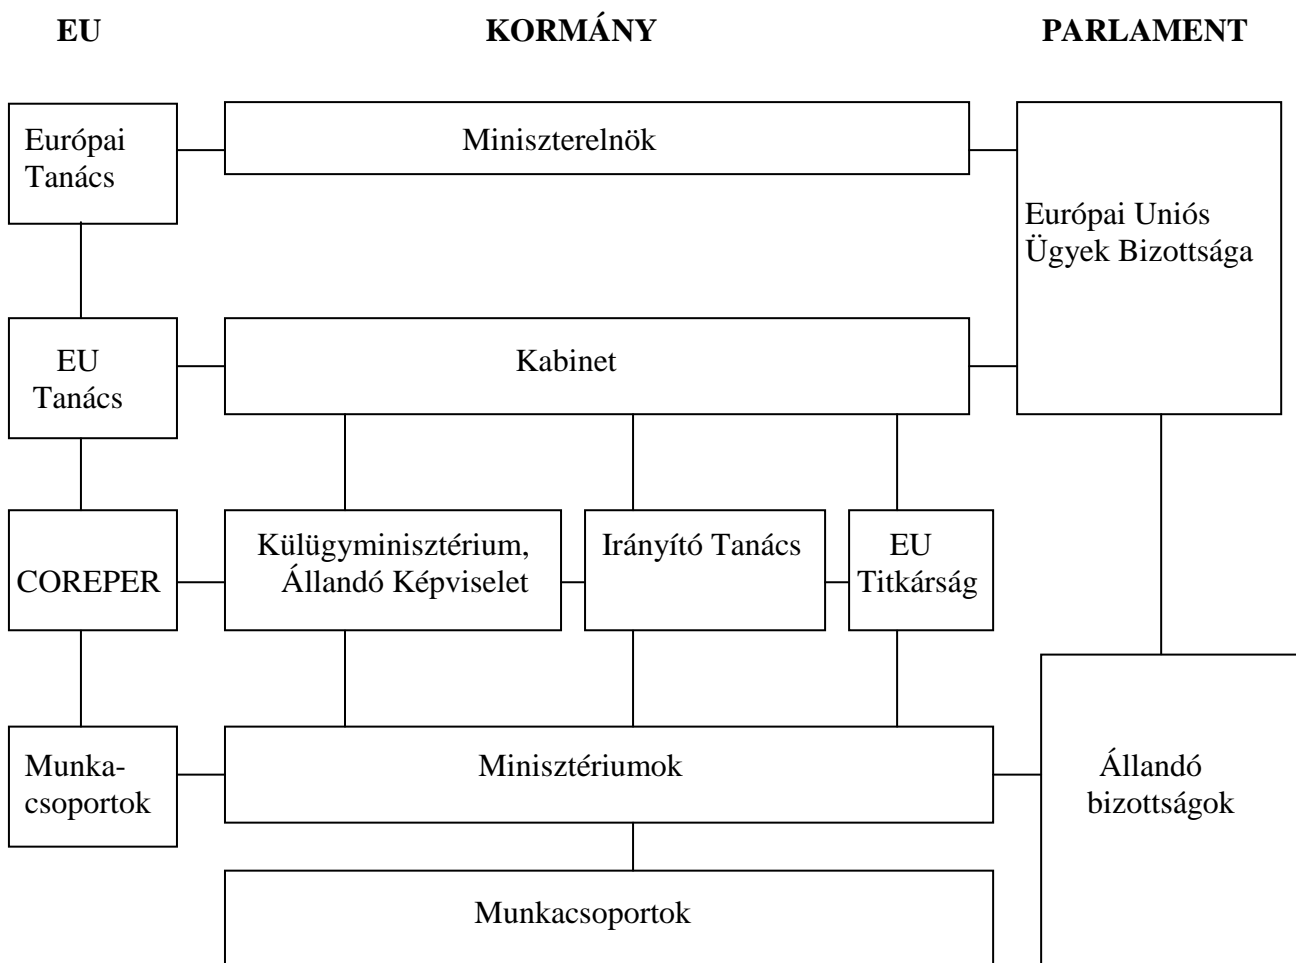 EU KORMÁNY PARLAMENT
Európai
Tanács
Miniszterelnök
Európai Uniós
Ügyek Bizottsága
EU
Tanács
Kabinet
COREPER
Külügyminisztérium,
Állandó Képviselet
Irányító Tanács
EU
Titkárság
Munka-
csoportok
Minisztériumok
Állandó
bizottságok
Munkacsoportok